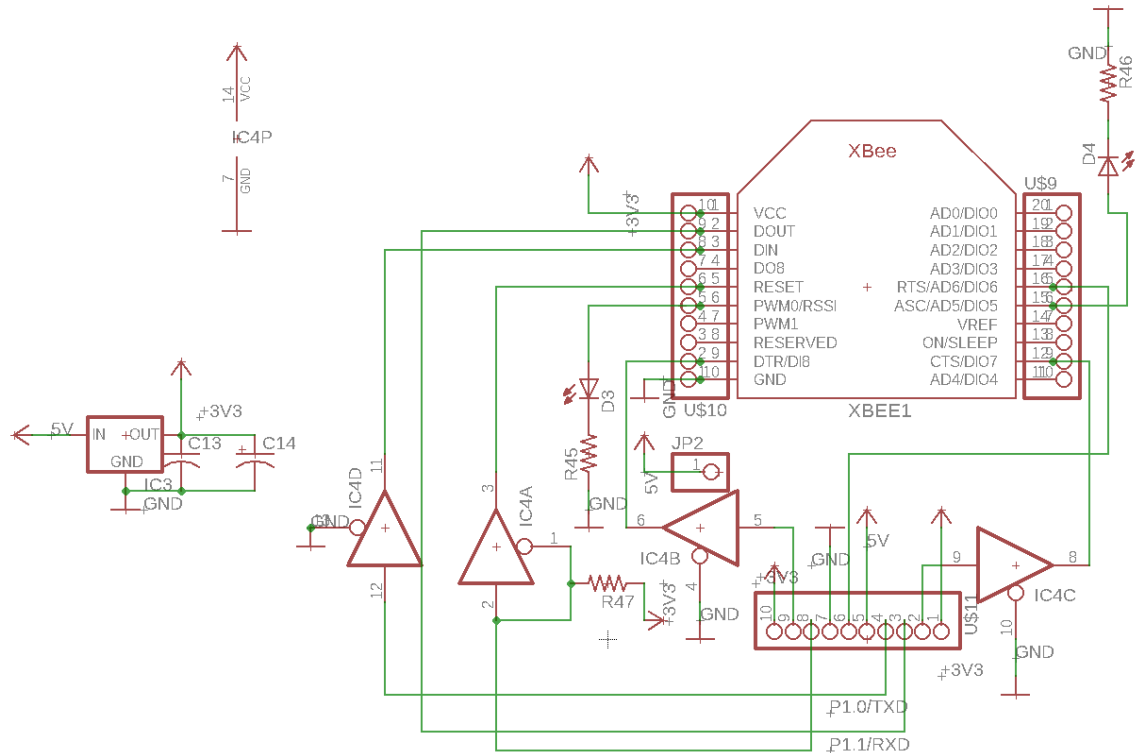 GND
R46
D4
14
VCC
IC4P
7
GND
XBee
+3V3
U$9
10 1 VCC AD0/DIO0 20 1
9 2 DOUT AD1/DIO1 19 2
8 3 DIN AD2/DIO2 18 3
7 4 DO8 AD3/DIO3 17 4
6 5 RESET RTS/AD6/DIO6 16 5
5 6 PWM0/RSSI ASC/AD5/DIO5 15 6
4 7 PWM1 VREF 14 7
3 8 RESERVED ON/SLEEP 13 8
2 9 DTR/DI8 CTS/DIO7 12 9
1 10 GND AD4/DIO4 11 10
GND
U$10
XBEE1
D3
R45
GND
5V
JP2
1
5V
IN
OUT
GND
+3V3
C13
C14
IC3
GND
11
IC4D
GND
12
3
IC4A
1
2
R47
+3V3
6
5
IC4B
4
GND
GND
5V
+3V3
10 9 8 7 6 5 4 3 2 1
U$11
+3V3
9
8
IC4C
10
GND
P1.0/TXD
P1.1/RXD